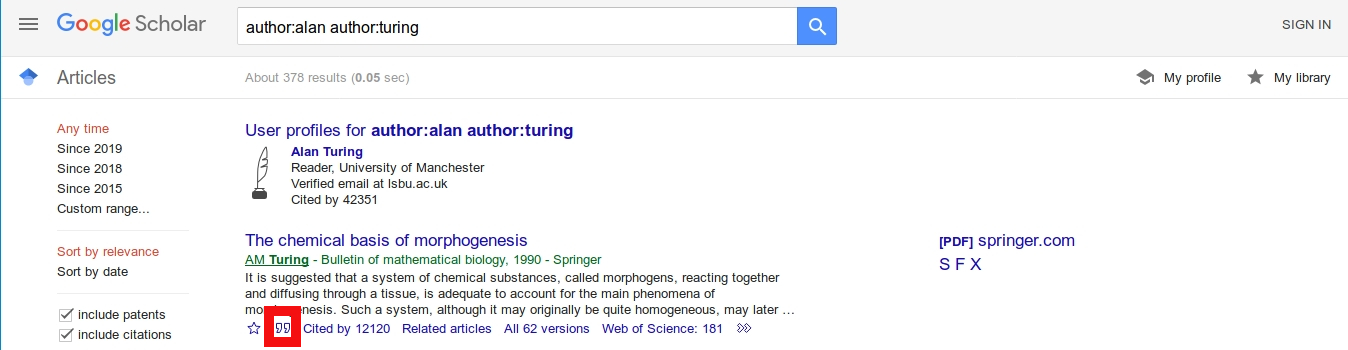 Google Scholar
author:alan author:turing
SIGN IN
Articles
About 378 results (0.05 sec)
My profile
My library
Any time
Since 2019
Since 2018
Since 2015
Custom range...
Sort by relevance
Sort by date
include patents
include citations
User profiles for author:alan author:turing
Alan Turing
Reader, University of Manchester
Verified email at lsbu.ac.uk
Cited by 42351
The chemical basis of morphogenesis
AM Turing - Bulletin of mathematical biology, 1990 - Springer
It is suggested that a system of chemical substances, called morphogens, reacting together
and diffusing through a tissue, is adequate to account for the main phenomena of
morphogenesis. Such a system, although it may originally be quite homogeneous, may later ...
Cited by 12120 Related articles All 62 versions Web of Science: 181
[PDF] springer.com
S F X